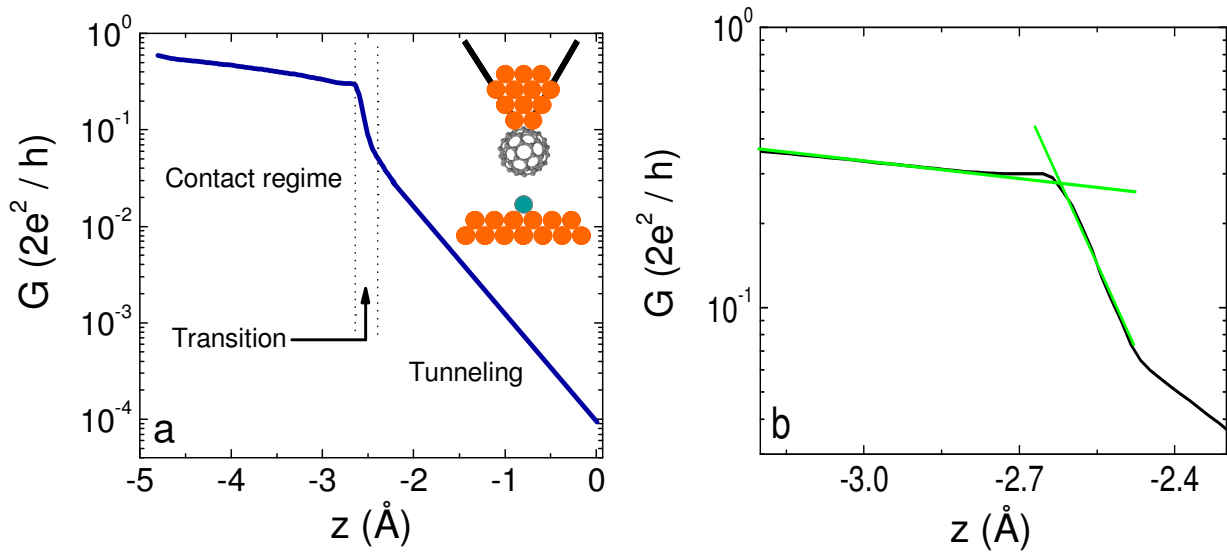 10^0
10^-1
10^-2
10^-3
10^-4
G (2e^2 / h)
Contact regime
Transition
Tunneling
a
-5 -4 -3 -2 -1 0
z (Å)
10^0
10^-1
G (2e^2 / h)
b
-3.0 -2.7 -2.4
z (Å)